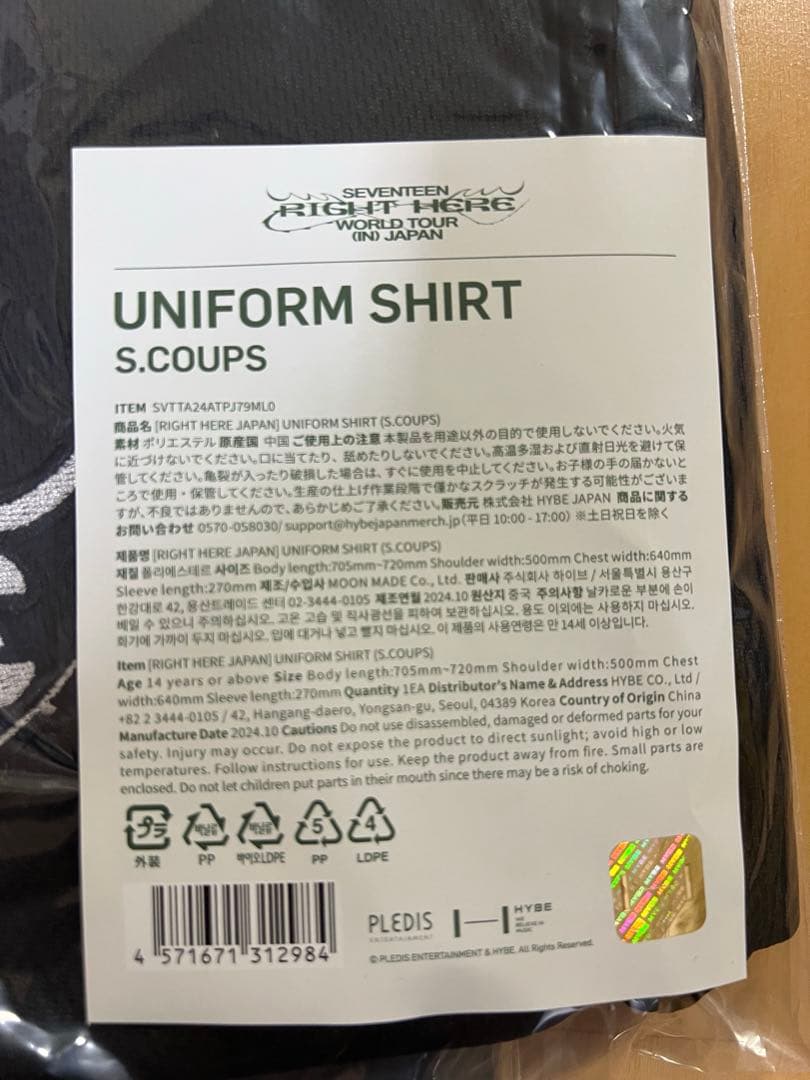 SEVENTEEN
RIGHT HERE
WORLD TOUR
(IN) JAPAN
UNIFORM SHIRT
S.COUPS
ITEM SVTTA24ATPJ79ML0
商品名 [RIGHT HERE JAPAN] UNIFORM SHIRT (S.COUPS)
素材 ポリエステル 原産国 中国 ご使用上の注意 本製品を用途以外の目的で使用しないでください。火気
に近づけないでください。口に当てたり、舐めたりしないでください。高温多湿および直射日光を避けて保
管してください。亀裂が入ったり破損した場合は、すぐに使用を中止してください。お子様の手の届かないと
ころで使用・保管してください。生産の仕上げ作業段階で僅かなスクラッチが発生する可能性がございま
すが、不良ではありませんので、あらかじめご了承ください。販売元 株式会社 HYBE JAPAN 商品に関する
お問い合わせ 0570-058030/ support@hybejapanmerch.jp(平日 10:00 - 17:00) ※土日祝日を除く
제품명 [RIGHT HERE JAPAN] UNIFORM SHIRT (S.COUPS)
재질 폴리에스테르 사이즈 Body length:705mm~720mm Shoulder width:500mm Chest width:640mm
Sleeve length:270mm 제조/수입사 MOON MADE Co., Ltd. 판매사 주식회사 하이브 / 서울특별시 용산구
한강대로 42, 용산트레이드 센터 02-3444-0105 제조연월 2024.10 원산지 중국 주의사항 날카로운 부분에 손이
베일 수 있으니 주의하십시오. 고온 고습 및 직사광선을 피하여 보관하십시오. 용도 이외에는 사용하지 마십시오.
화기에 가까이 두지 마십시오. 입에 대거나 넣고 빨지 마십시오. 이 제품의 사용연령은 만 14세 이상입니다.
Item [RIGHT HERE JAPAN] UNIFORM SHIRT (S.COUPS)
Age 14 years or above Size Body length:705mm~720mm Shoulder width:500mm Chest
width:640mm Sleeve length:270mm Quantity 1EA Distributor's Name & Address HYBE CO., Ltd /
+82 2 3444-0105 / 42, Hangang-daero, Yongsan-gu, Seoul, 04389 Korea Country of Origin China
Manufacture Date 2024.10 Cautions Do not use disassembled, damaged or deformed parts for your
safety. Injury may occur. Do not expose the product to direct sunlight; avoid high or low
temperatures. Follow instructions for use. Keep the product away from fire. Small parts are
enclosed. Do not let children put parts in their mouth since there may be a risk of choking.
プラ
外装
바이오
PP
바이오
바이오LDPE
5
PP
4
LDPE
4 571671 312984
PLEDIS
ENTERTAINMENT
HYBE
WE
BELIEVE IN
MUSIC
© PLEDIS ENTERTAINMENT & HYBE. All Rights Reserved.